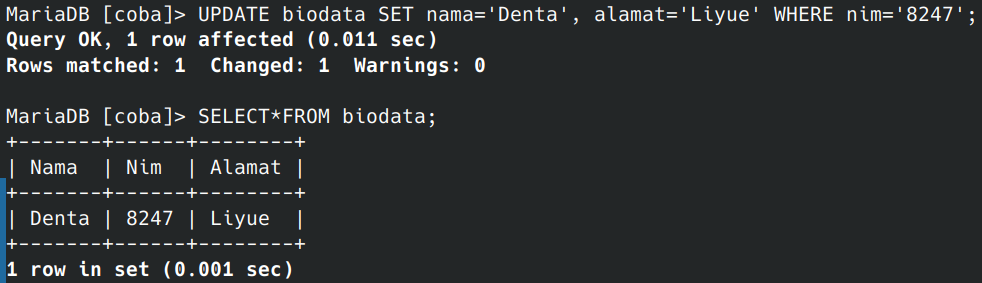 MariaDB [coba]> UPDATE biodata SET nama='Denta', alamat='Liyue' WHERE nim='8247';
Query OK, 1 row affected (0.011 sec)
Rows matched: 1  Changed: 1  Warnings: 0

MariaDB [coba]> SELECT*FROM biodata;
+-------+------+--------+
| Nama  | Nim  | Alamat |
+-------+------+--------+
| Denta | 8247 | Liyue  |
+-------+------+--------+
1 row in set (0.001 sec)